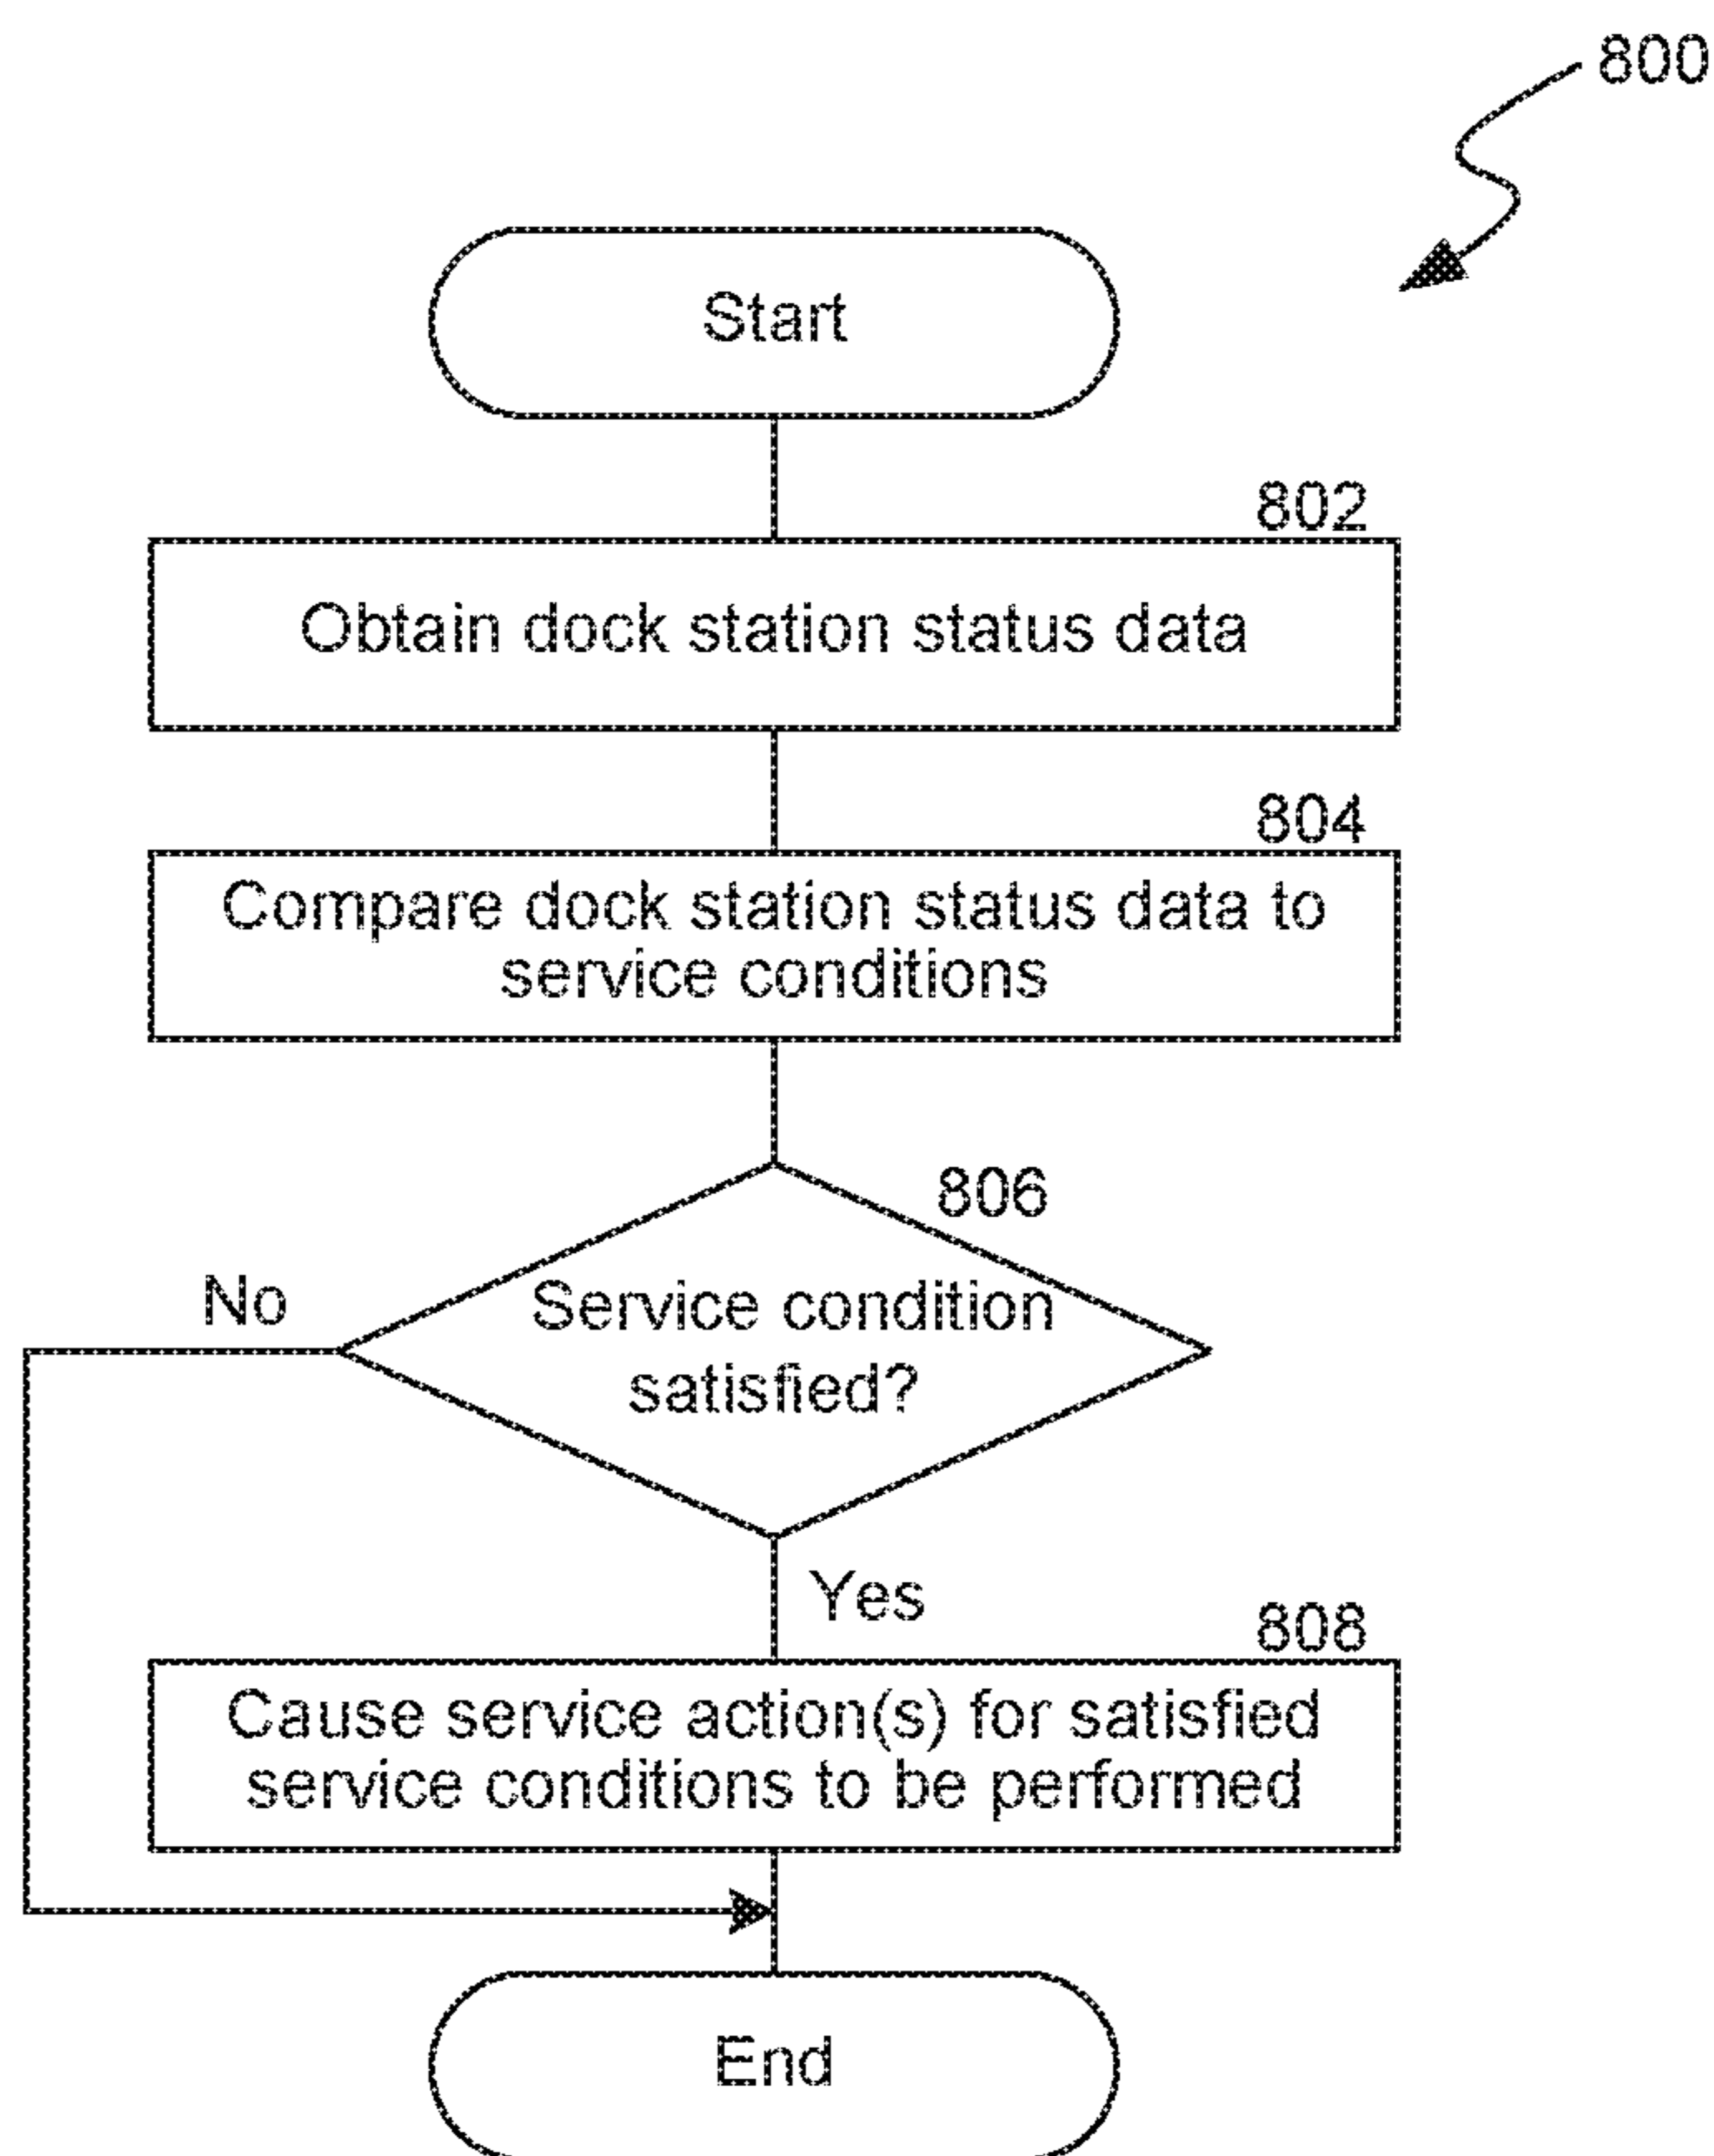 800
Start
802
Obtain dock station status data
804
Compare dock station status data to
service conditions
806
No
Service condition
satisfied?
Yes
808
Cause service action(s) for satisfied
service conditions to be performed
End